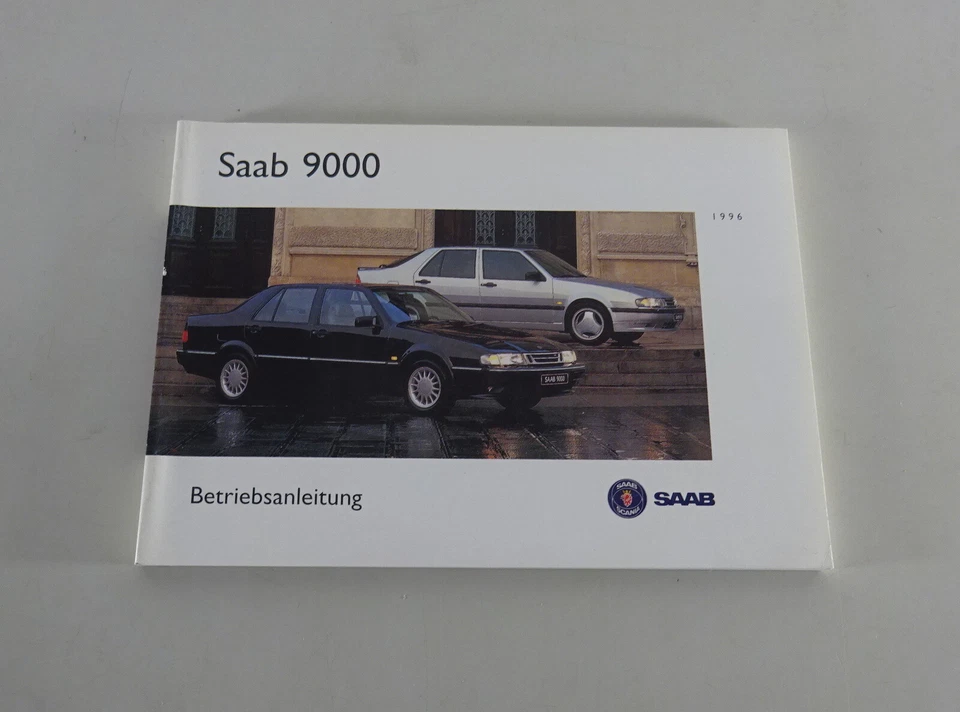 Saab 9000
1996
SAAB 9000
Betriebsanleitung
SAAB
SCANIA
SAAB